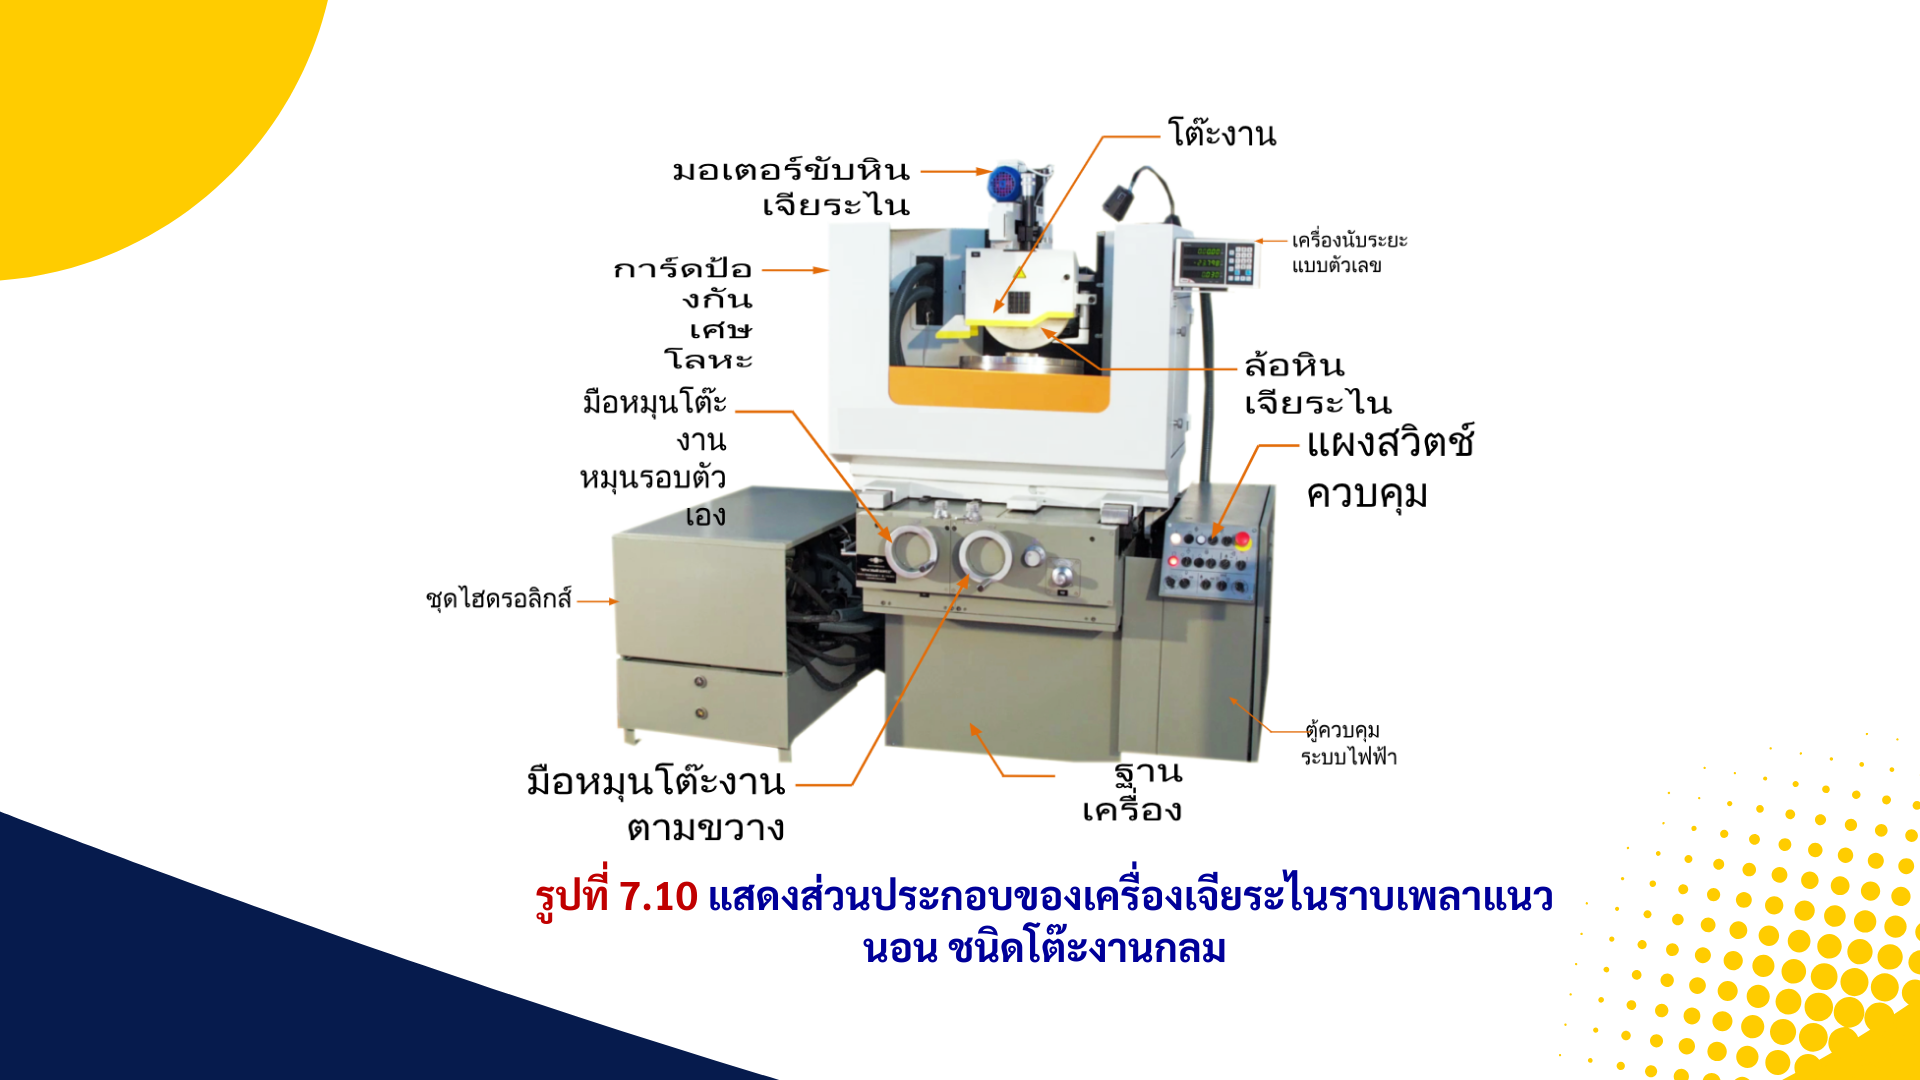 โต๊ะงาน
มอเตอร์ขับหิน
เจียระไน
เครื่องนับระยะ
แบบตัวเลข
การ์ดป้อ
งกัน
เศษ
โลหะ
ล้อหิน
เจียระไน
มือหมุนโต๊ะ
งาน
หมุนรอบตัว
เอง
แผงสวิตช์
ควบคุม
ชุดไฮดรอลิกส์
ตู้ควบคุม
ระบบไฟฟ้า
มือหมุนโต๊ะงาน
ตามขวาง
ฐาน
เครื่อง
รูปที่ 7.10 แสดงส่วนประกอบของเครื่องเจียระไนราบเพลาแนว
นอน ชนิดโต๊ะงานกลม